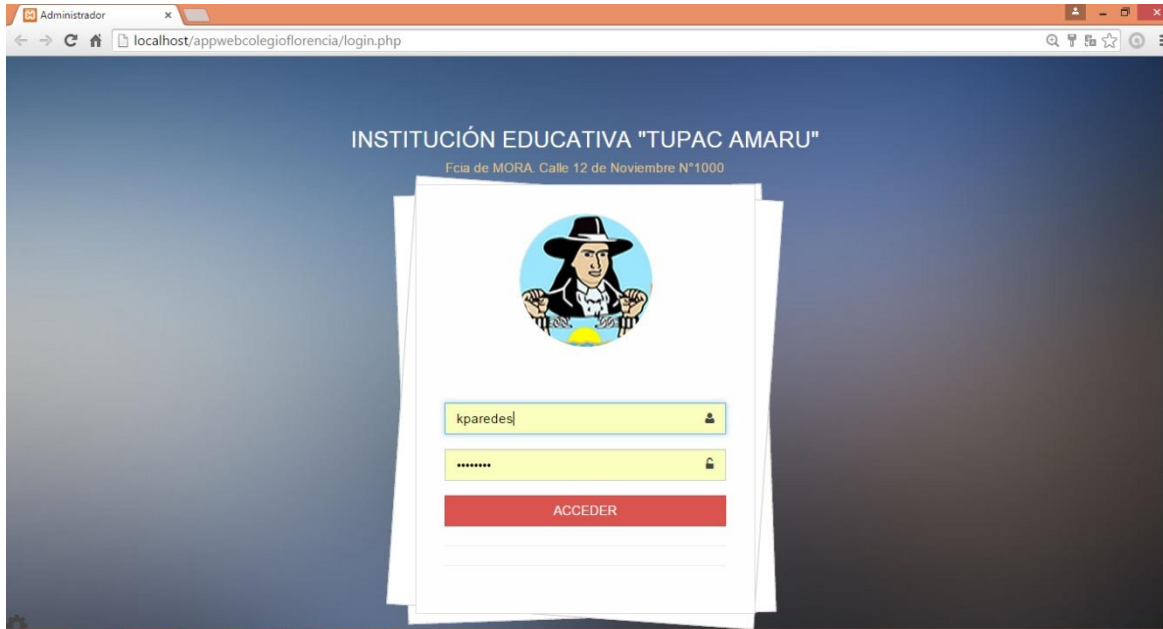 Administrador
localhost/appwebcolegioflorencia/login.php
INSTITUCIÓN EDUCATIVA "TUPAC AMARU"
Fcia de MORA. Calle 12 de Noviembre N°1000
kparedes
••••••••
ACCEDER